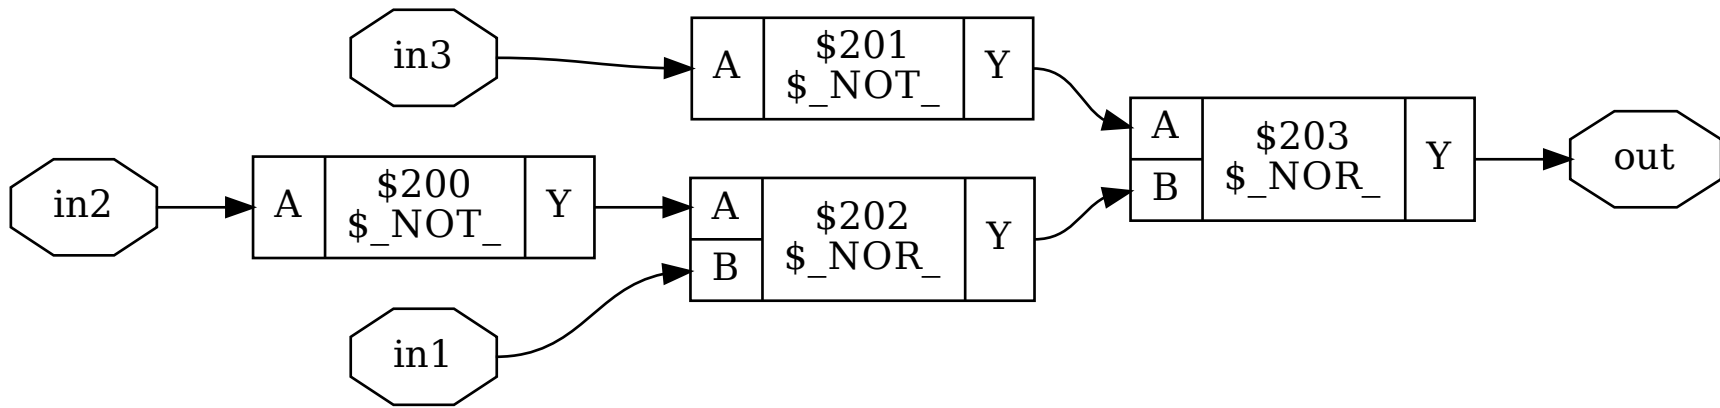 in3
A
$201
$_NOT_
Y
in2
A
$200
$_NOT_
Y
A
B
$202
$_NOR_
Y
in1
A
B
$203
$_NOR_
Y
out